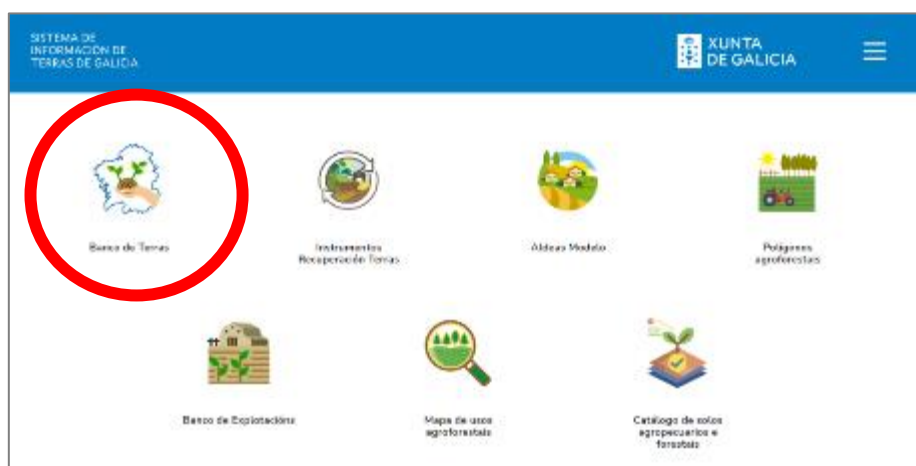 SISTEMA DE
INFORMACIÓN DE
TERRAS DE GALICIA
XUNTA
DE GALICIA
Banco de Terras
Instrumentos
Recuperación Terras
Aldeas Modelo
Polígonos
agroforestais
Banco de Explotacións
Mapa de usos
agroforestais
Catálogo de solos
agropecuarios e
forestais